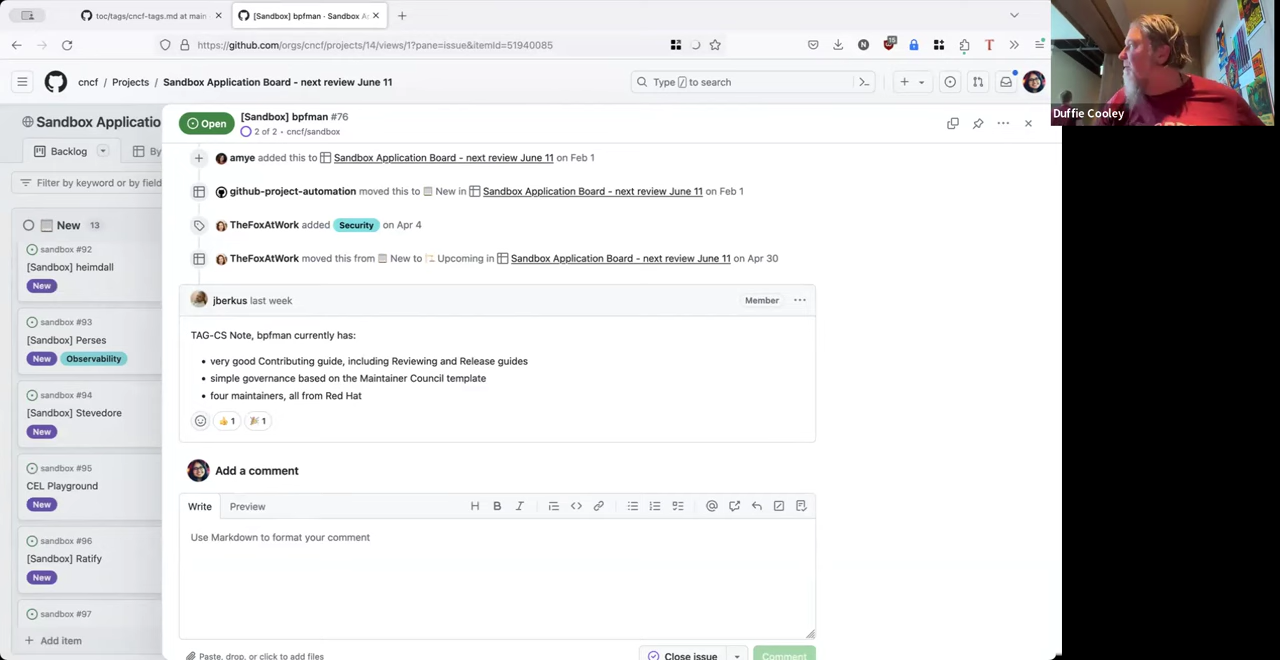 toc/tags/cncf-tags.md at main
[Sandbox] bpfman · Sandbox A
https://github.com/orgs/cncf/projects/14/views/1?pane=issue&itemId=51940085
15
cncf / Projects / Sandbox Application Board - next review June 11
Type / to search
Duffie Cooley
Sandbox Applicatio
Open
[Sandbox] bpfman #76
2 of 2 · cncf/sandbox
Backlog
By
Filter by keyword or by field
New 13
sandbox #92
[Sandbox] heimdall
New
sandbox #93
[Sandbox] Perses
New
Observability
sandbox #94
[Sandbox] Stevedore
New
sandbox #95
CEL Playground
New
sandbox #96
[Sandbox] Ratify
New
sandbox #97
Add item
amye added this to Sandbox Application Board - next review June 11 on Feb 1
github-project-automation moved this to New in Sandbox Application Board - next review June 11 on Feb 1
TheFoxAtWork added Security on Apr 4
TheFoxAtWork moved this from New to Upcoming in Sandbox Application Board - next review June 11 on Apr 30
jberkus last week
Member
TAG-CS Note, bpfman currently has:
• very good Contributing guide, including Reviewing and Release guides
• simple governance based on the Maintainer Council template
• four maintainers, all from Red Hat
👍 1
🎉 1
Add a comment
Write
Preview
Use Markdown to format your comment
Paste, drop, or click to add files
Close issue
Comment